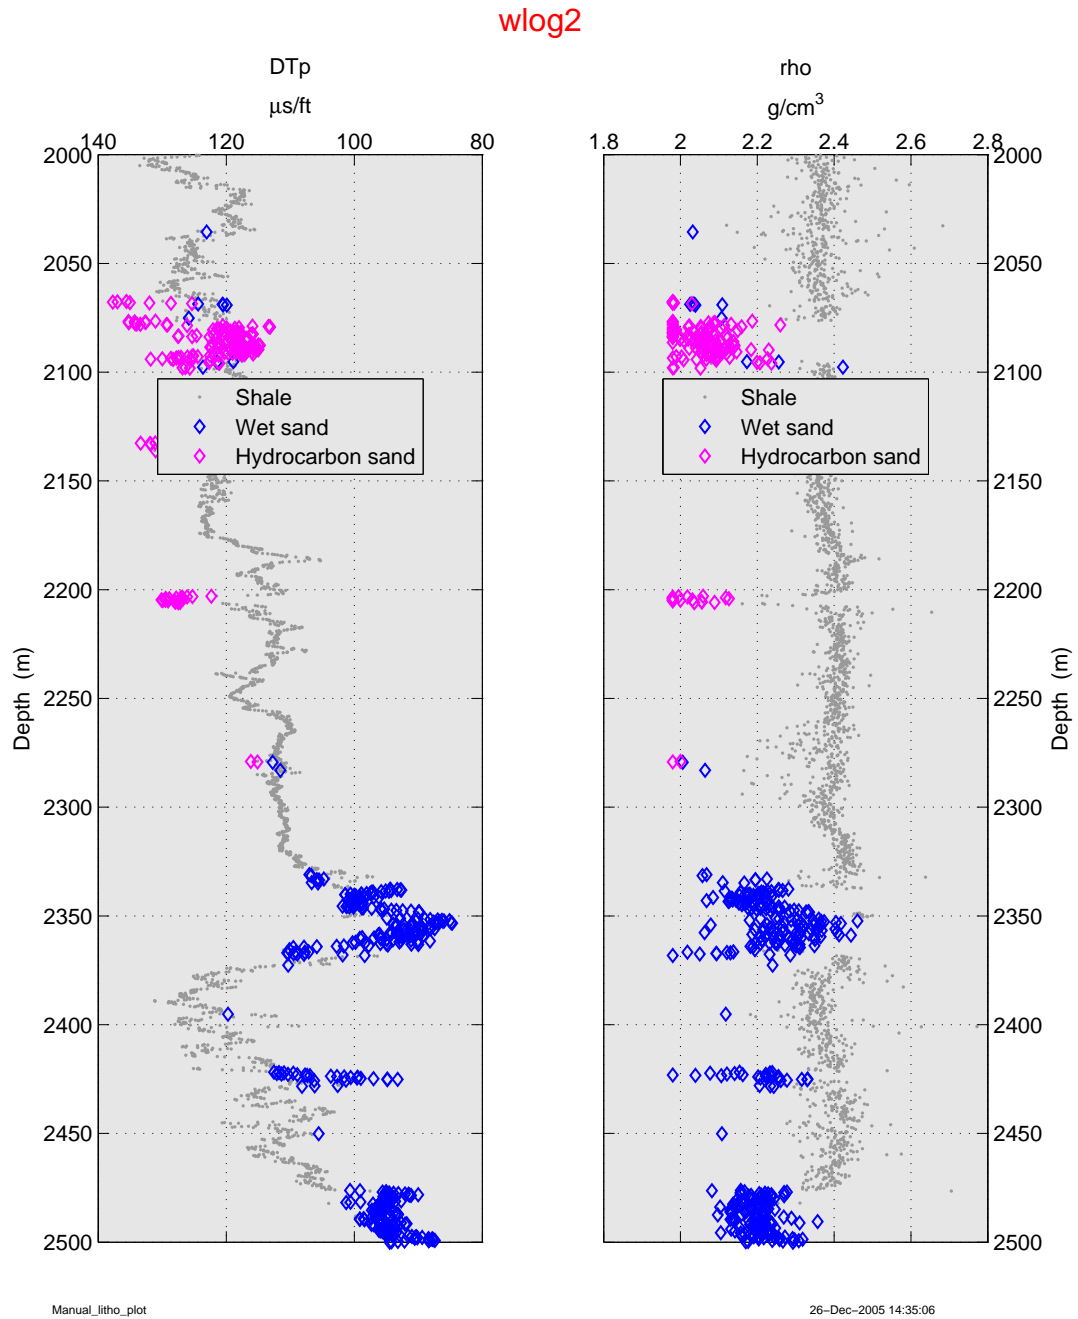 wlog2
DTp
μs/ft
140 120 100 80
2000
2050
2100
2150
2200
2250
2300
2350
2400
2450
2500
Depth (m)
Shale
Wet sand
Hydrocarbon sand
rho
g/cm³
1.8 2 2.2 2.4 2.6 2.8
2000
2050
2100
2150
2200
2250
2300
2350
2400
2450
2500
Depth (m)
Shale
Wet sand
Hydrocarbon sand
Manual_litho_plot
26−Dec−2005 14:35:06